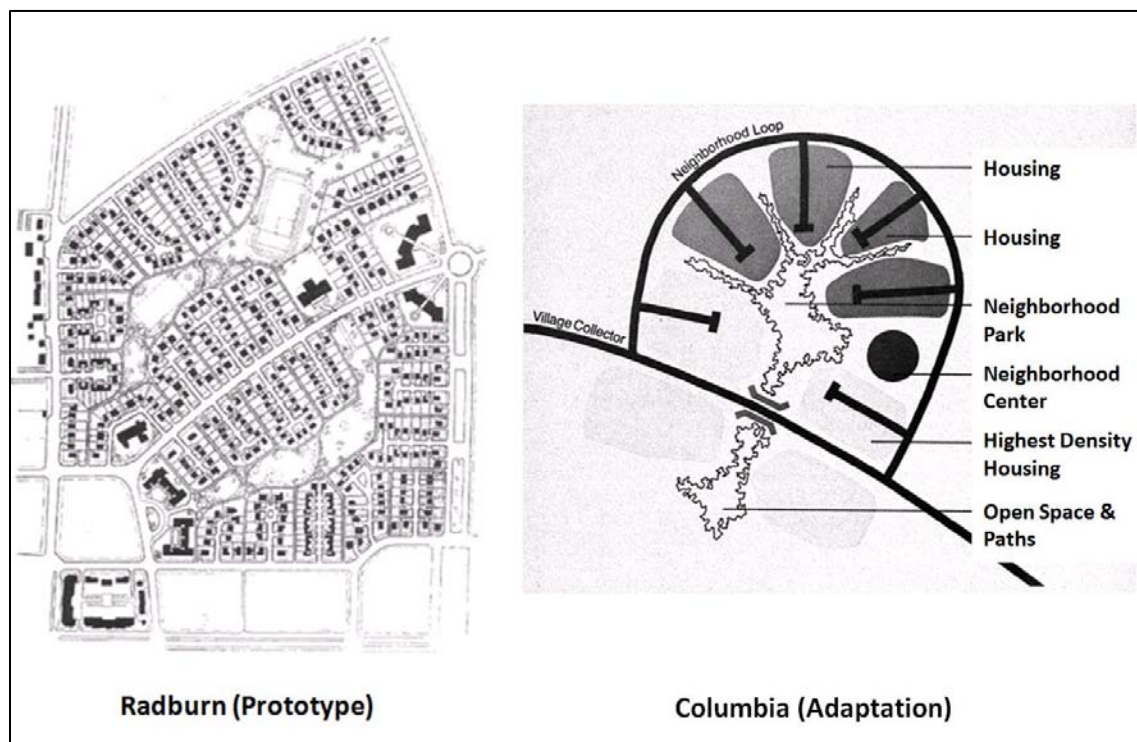 Neighborhood Loop
Village Collector
Housing
Housing
Neighborhood
Park
Neighborhood
Center
Highest Density
Housing
Open Space &
Paths
Radburn (Prototype)
Columbia (Adaptation)